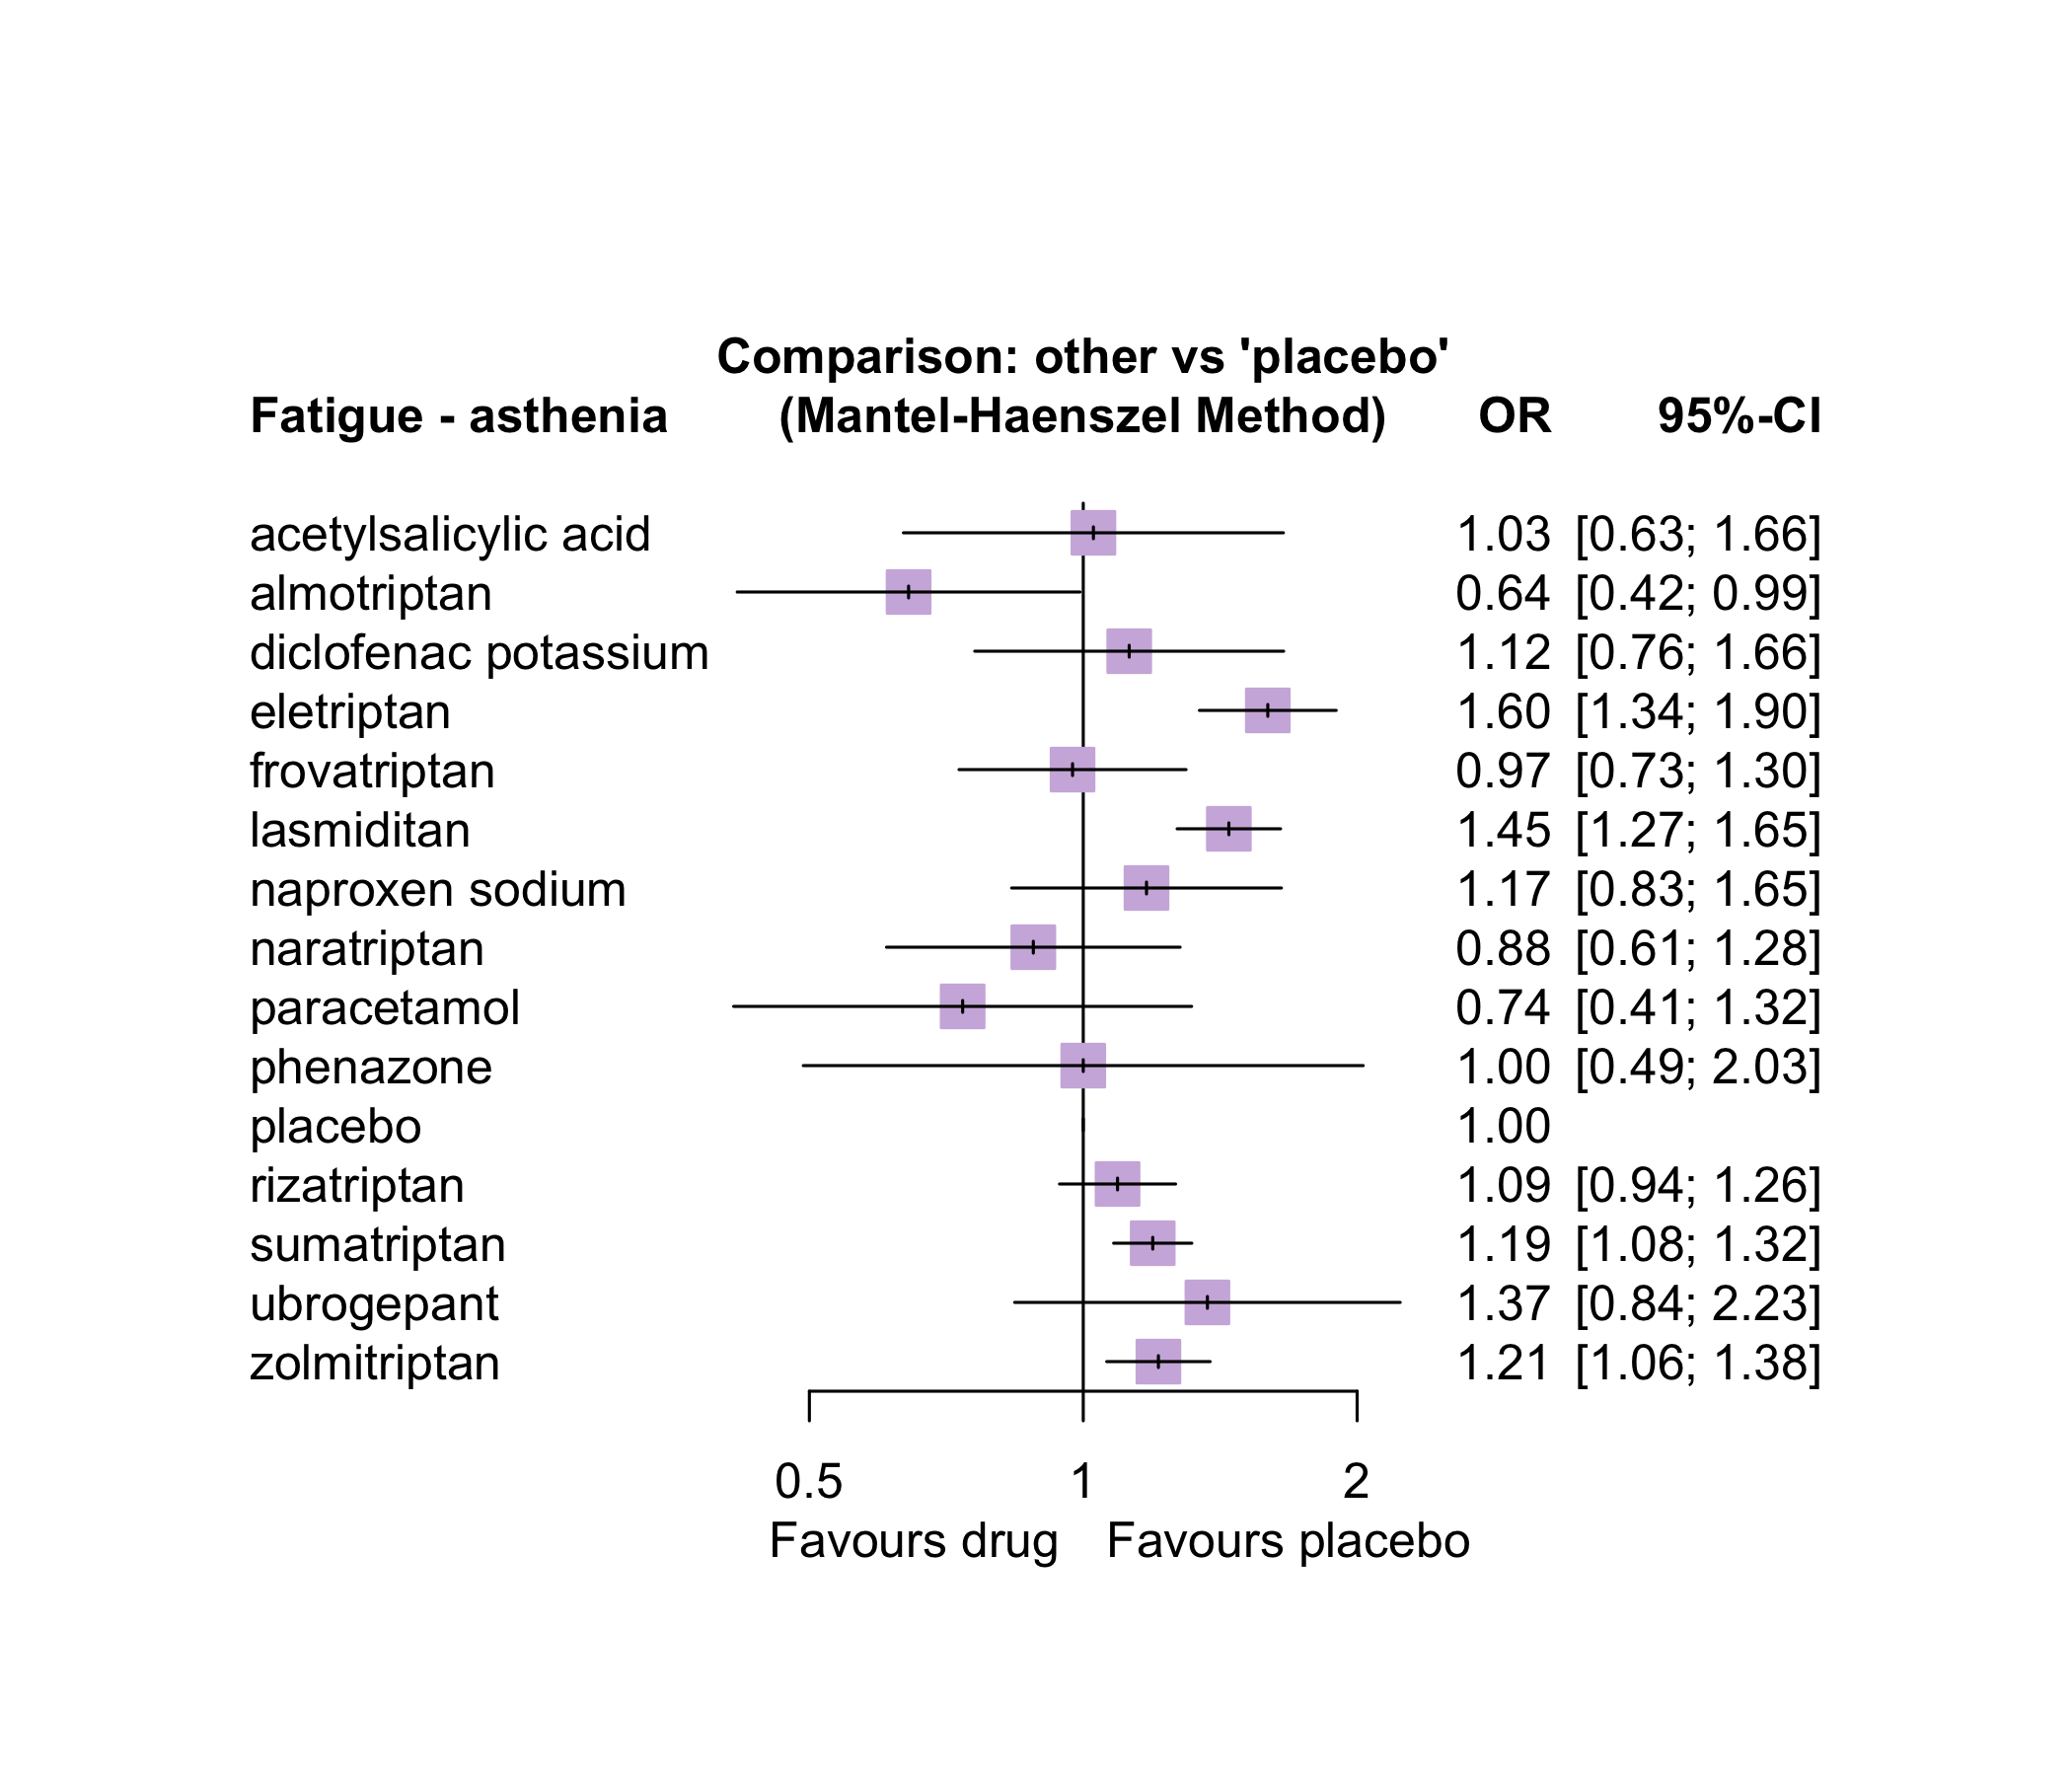 Comparison: other vs 'placebo'
Fatigue - asthenia (Mantel-Haenszel Method) OR 95%-CI
acetylsalicylic acid 1.03 [0.63; 1.66]
almotriptan 0.64 [0.42; 0.99]
diclofenac potassium 1.12 [0.76; 1.66]
eletriptan 1.60 [1.34; 1.90]
frovatriptan 0.97 [0.73; 1.30]
lasmiditan 1.45 [1.27; 1.65]
naproxen sodium 1.17 [0.83; 1.65]
naratriptan 0.88 [0.61; 1.28]
paracetamol 0.74 [0.41; 1.32]
phenazone 1.00 [0.49; 2.03]
placebo 1.00
rizatriptan 1.09 [0.94; 1.26]
sumatriptan 1.19 [1.08; 1.32]
ubrogepant 1.37 [0.84; 2.23]
zolmitriptan 1.21 [1.06; 1.38]
0.5 1 2
Favours drug Favours placebo